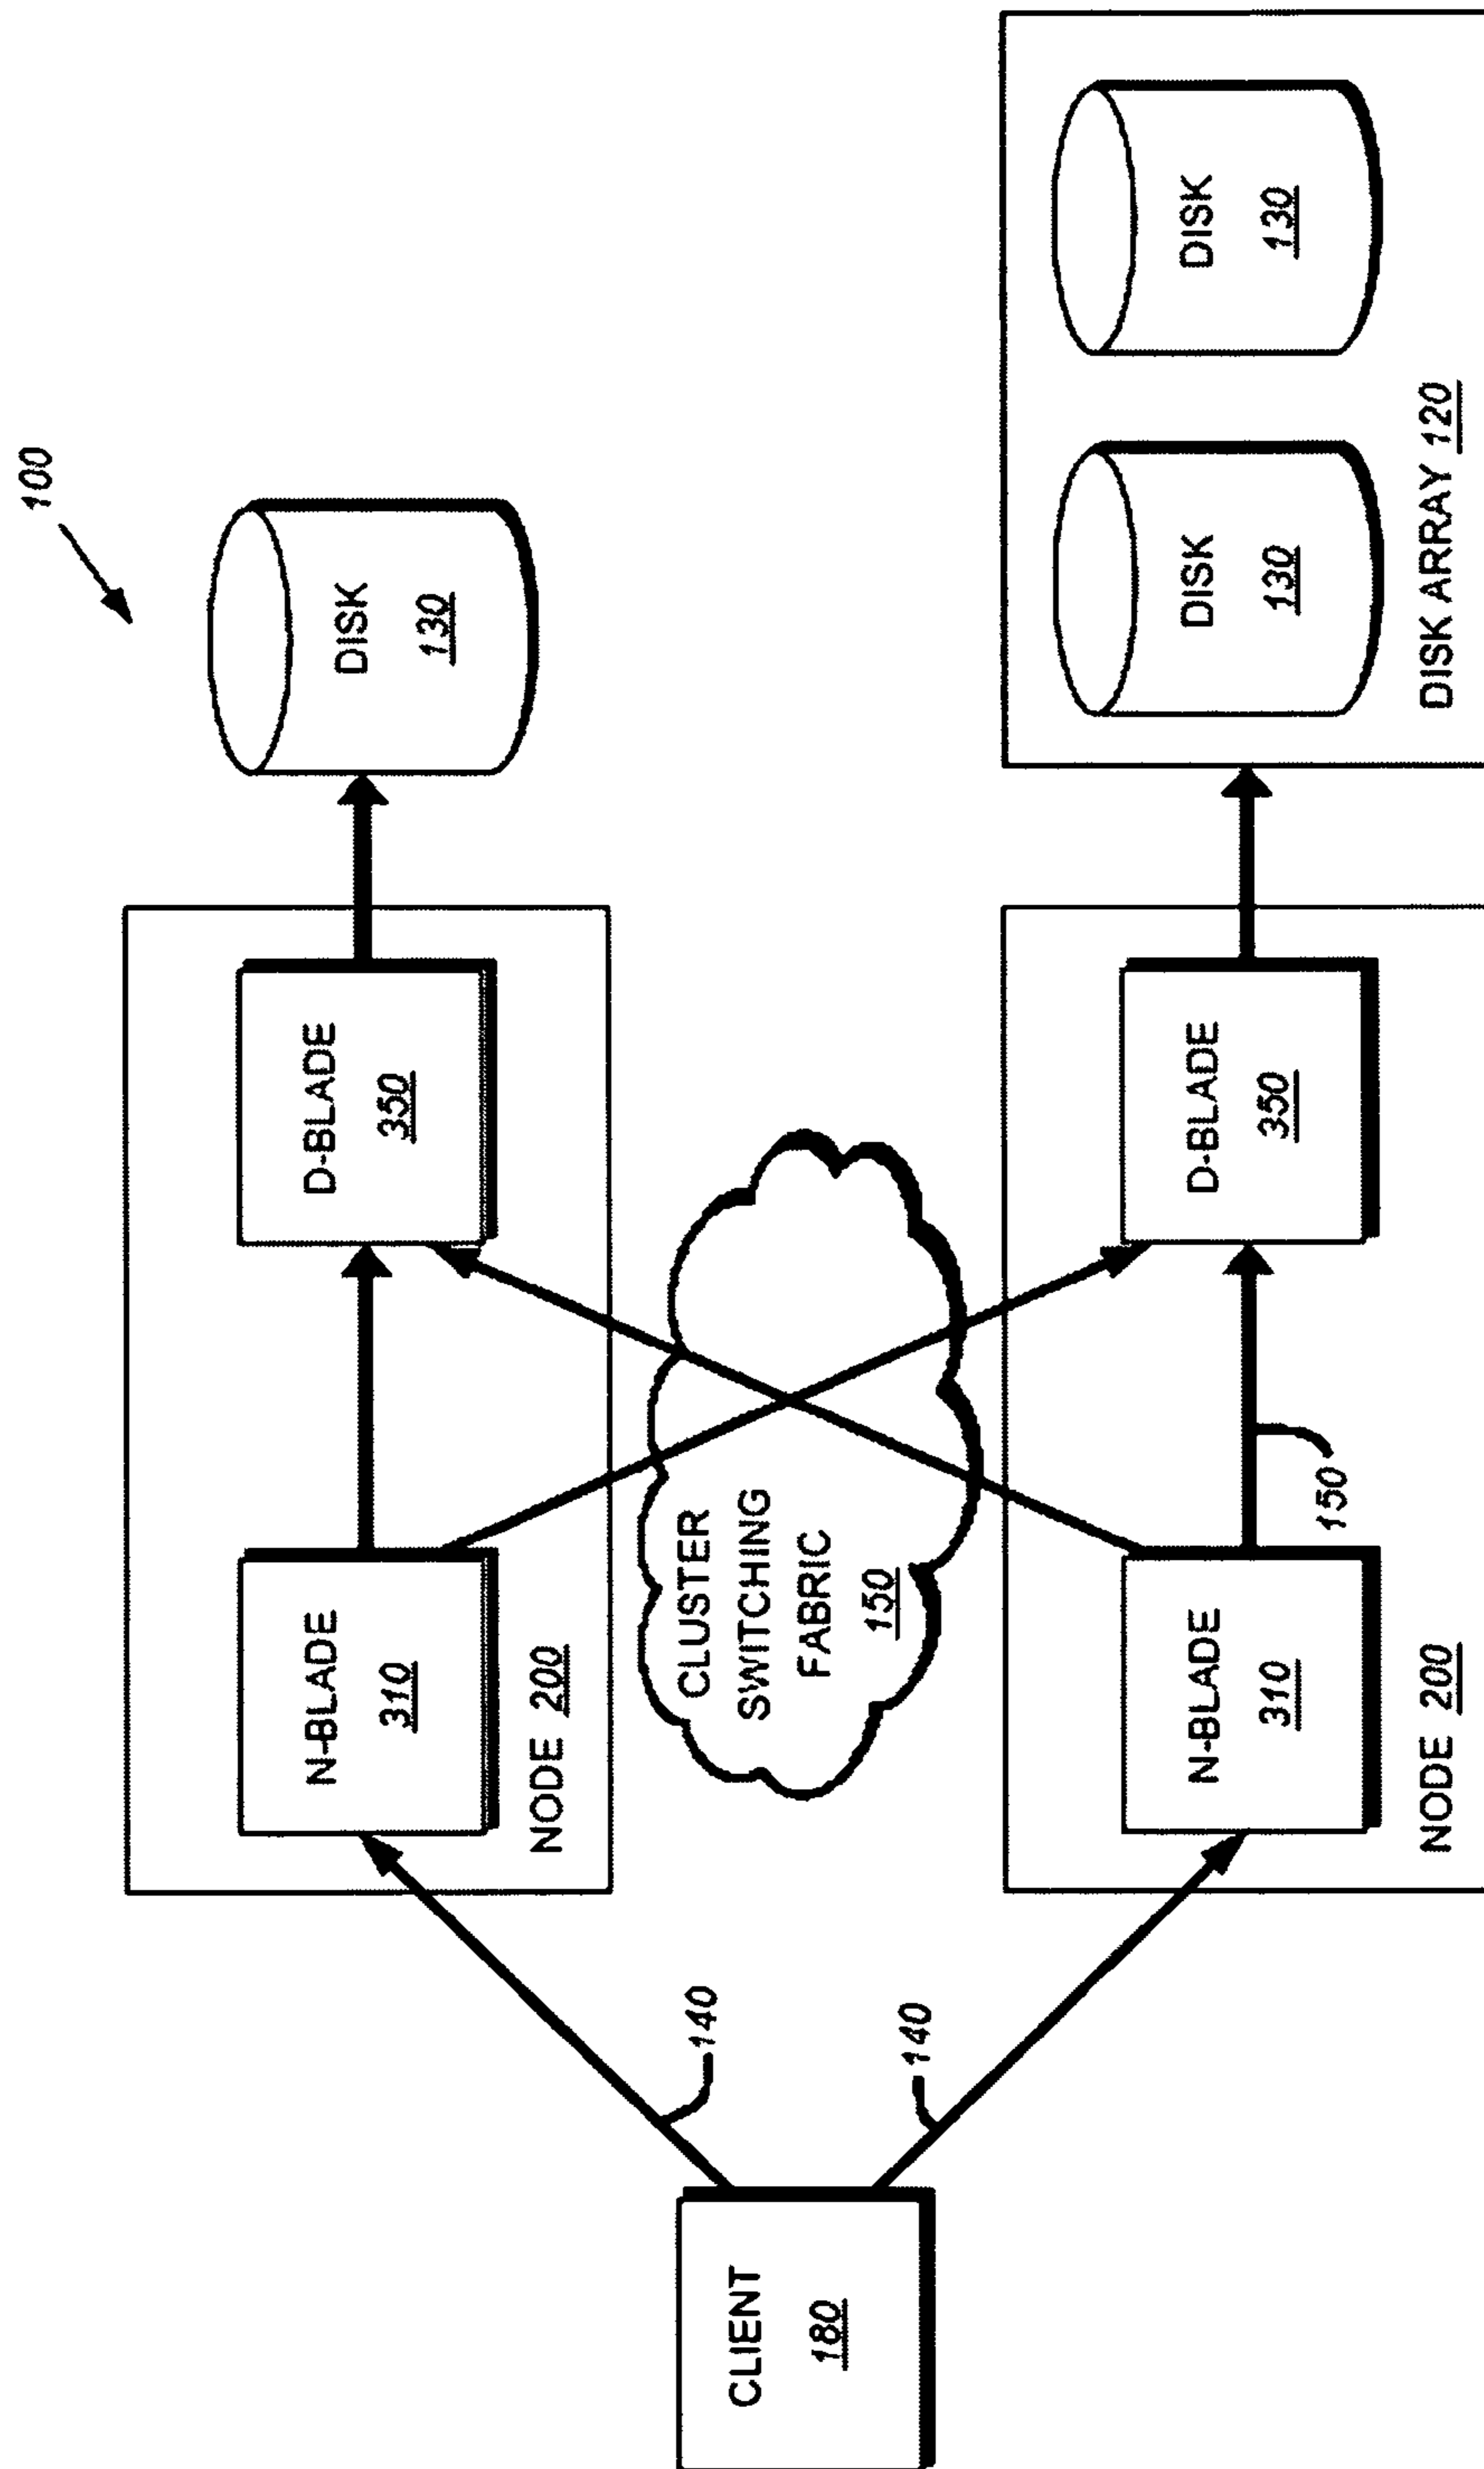 100
N-BLADE
310
D-BLADE
350
DISK
130
NODE 200
140
CLIENT
180
CLUSTER
SWITCHING
FABRIC
150
140
N-BLADE
310
150
D-BLADE
350
DISK
130
DISK
130
NODE 200
DISK ARRAY 120